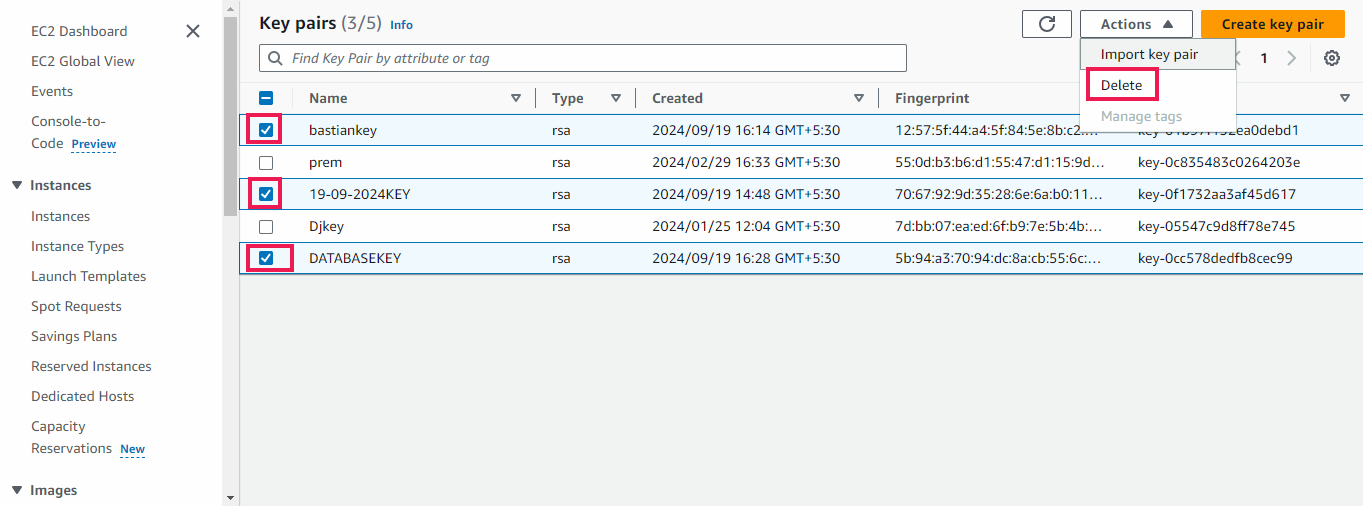 EC2 Dashboard
EC2 Global View
Events
Console-to-
Code Preview
Instances
Instances
Instance Types
Launch Templates
Spot Requests
Savings Plans
Reserved Instances
Dedicated Hosts
Capacity
Reservations New
Images
Key pairs (3/5) Info
Actions
Create key pair
Find Key Pair by attribute or tag
Import key pair
1
Delete
Manage tags
Name Type Created Fingerprint
bastiankey rsa 2024/09/19 16:14 GMT+5:30 12:57:5f:44:a4:5f:84:5e:8b:c2:…
prem rsa 2024/02/29 16:33 GMT+5:30 55:0d:b3:b6:d1:55:47:d1:15:9d… key-0c835483c0264203e
19-09-2024KEY rsa 2024/09/19 14:48 GMT+5:30 70:67:92:9d:35:28:6e:6a:b0:11… key-0f1732aa3af45d617
Djkey rsa 2024/01/25 12:04 GMT+5:30 7d:bb:07:ea:ed:6f:b9:7e:5b:4b:… key-05547c9d8ff78e745
DATABASEKEY rsa 2024/09/19 16:28 GMT+5:30 5b:94:a3:70:94:dc:8a:cb:55:6c:… key-0cc578dedfb8cec99